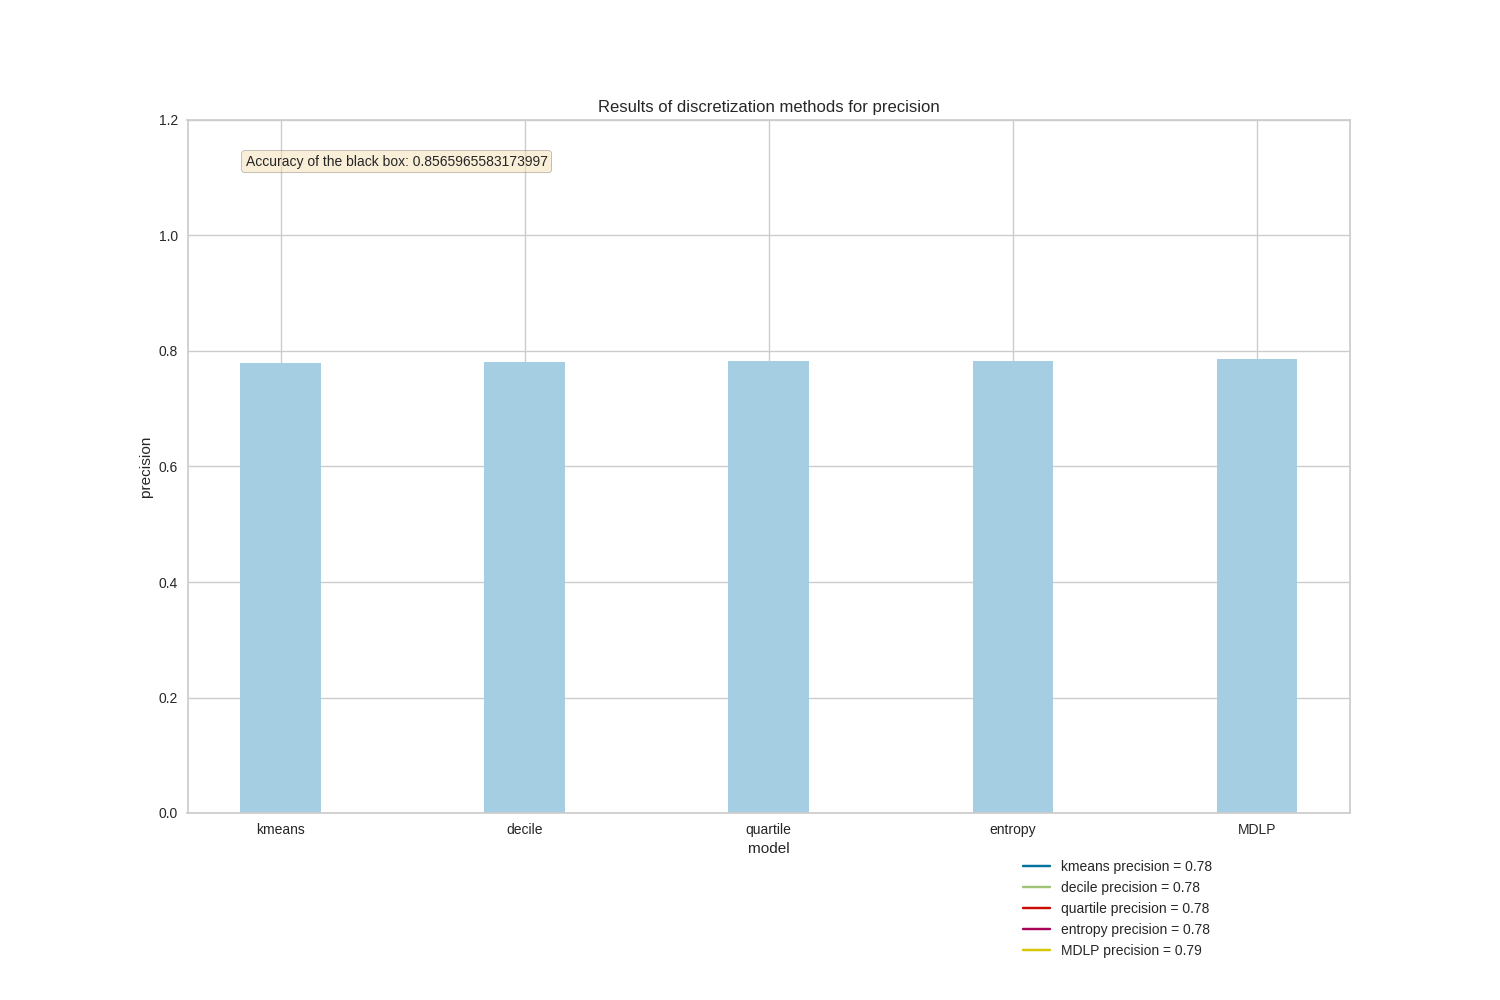 Results of discretization methods for precision
1.2
Accuracy of the black box: 0.8565965583173997
1.0
0.8
0.6
0.4
0.2
0.0
precision
kmeans
decile
quartile
entropy
MDLP
model
kmeans precision = 0.78
decile precision = 0.78
quartile precision = 0.78
entropy precision = 0.78
MDLP precision = 0.79